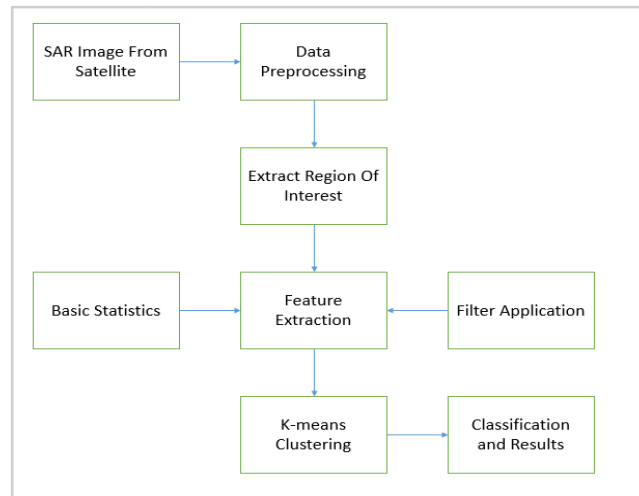 SAR Image From
Satellite
Data
Preprocessing
Extract Region Of
Interest
Basic Statistics
Feature
Extraction
Filter Application
K-means
Clustering
Classification
and Results